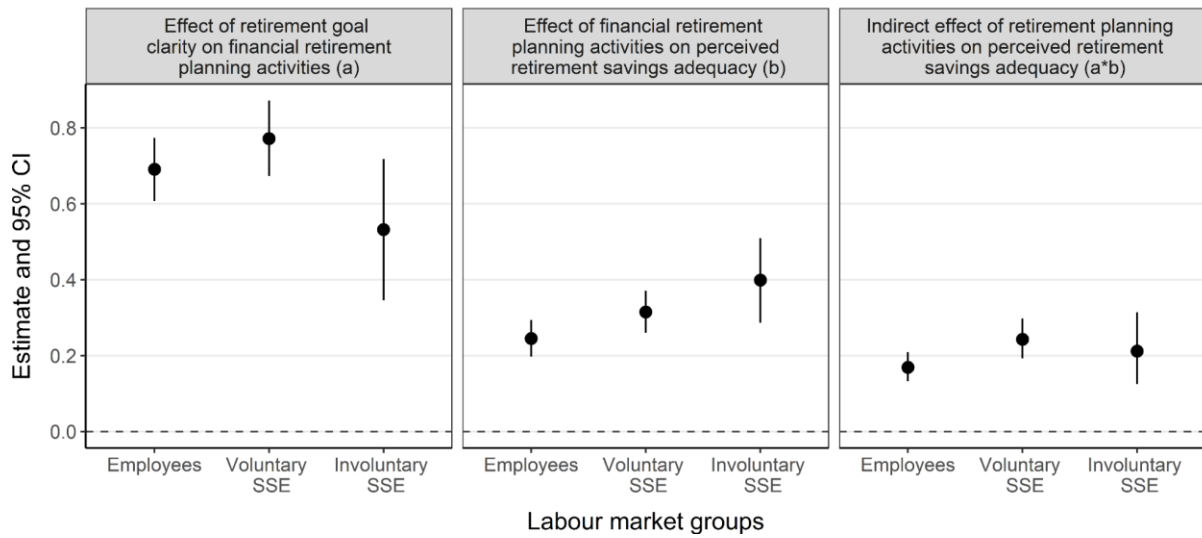 Effect of retirement goal
clarity on financial retirement
planning activities (a)
Effect of financial retirement
planning activities on perceived
retirement savings adequacy (b)
Indirect effect of retirement planning
activities on perceived retirement
savings adequacy (a*b)
Estimate and 95% CI
0.8
0.6
0.4
0.2
0.0
Employees
Voluntary
SSE
Involuntary
SSE
Employees
Voluntary
SSE
Involuntary
SSE
Employees
Voluntary
SSE
Involuntary
SSE
Labour market groups